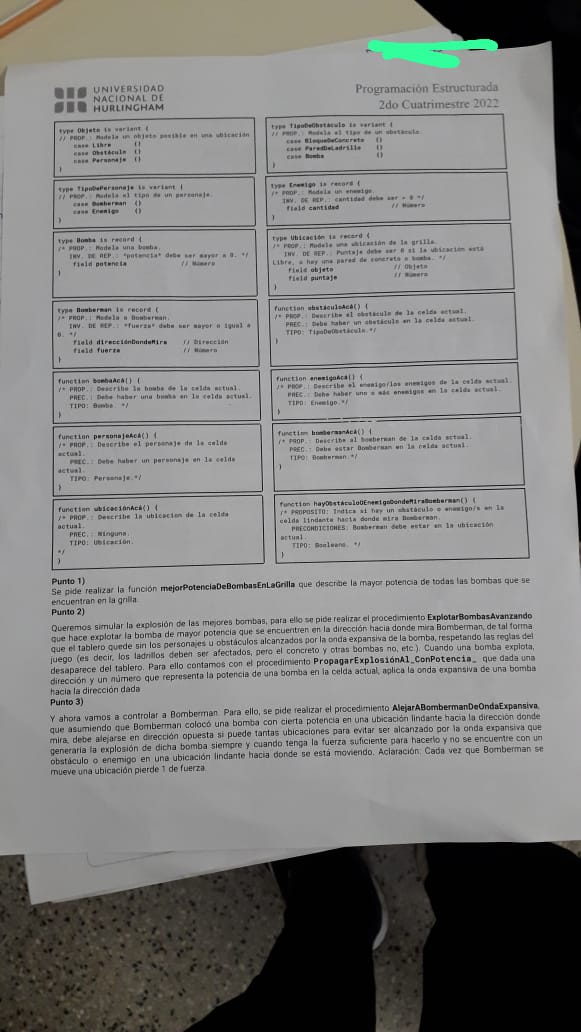 UNIVERSIDAD
NACIONAL DE
HURLINGHAM
Programación Estructurada
2do Cuatrimestre 2022
type Objeto is variant {
// PROP.: Modela un objeto posible en una ubicación
case Libre ()
case Obstáculo ()
case Personaje ()
}
type TipoDeObstáculo is variant {
// PROP.: Modela el tipo de un obstáculo.
case BloqueDeConcreto ()
case ParedDeLadrillo ()
case Bomba ()
}
type TipoDePersonaje is variant {
// PROP.: Modela el tipo de un personaje.
case Bomberman ()
case Enemigo ()
}
type Enemigo is record {
/* PROP.: Modela un enemigo.
INV. DE REP.: cantidad debe ser > 0 */
field cantidad // Número
}
type Bomba is record {
/* PROP.: Modela una bomba.
INV. DE REP.: "potencia" debe ser mayor a 0. */
field potencia // Número
}
type Ubicación is record {
/* PROP.: Modela una ubicación de la grilla.
INV. DE REP.: Puntaje debe ser 0 si la ubicación está
Libre, o hay una pared de concreto o bomba. */
field objeto // Objeto
field puntaje // Número
}
type Bomberman is record {
/* PROP.: Modela a Bomberman.
INV. DE REP.: "fuerza" debe ser mayor o igual a
0. */
field direcciónDondeMira // Dirección
field fuerza // Número
}
function obstáculoAcá() {
/* PROP.: Describe el obstáculo de la celda actual.
PREC.: Debe haber un obstáculo en la celda actual.
TIPO: TipoDeObstáculo.*/
}
function bombaAcá() {
/* PROP.: Describe la bomba de la celda actual.
PREC.: Debe haber una bomba en la celda actual.
TIPO: Bomba. */
}
function enemigoAcá() {
/* PROP.: Describe el enemigo/los enemigos de la celda actual.
PREC.: Debe haber uno o más enemigos en la celda actual.
TIPO: Enemigo.*/
}
function personajeAcá() {
/* PROP.: Describe el personaje de la celda
actual.
PREC.: Debe haber un personaje en la celda
actual.
TIPO: Personaje.*/
}
function bombermanAcá() {
/* PROP.: Describe al bomberman de la celda actual.
PREC.: Debe estar Bomberman en la celda actual.
TIPO: Bomberman.*/
}
function ubicaciónAcá() {
/* PROP.: Describe la ubicacion de la celda
actual.
PREC.: Ninguna.
TIPO: Ubicación.
*/
}
function hayObstáculoOEnemigoDondeMiraBomberman() {
/* PROPOSITO: Indica si hay un obstáculo o enemigo/s en la
celda lindante hacia donde mira Bomberman.
PRECONDICIONES: Bomberman debe estar en la ubicación
actual.
TIPO: Booleano. */
}
Punto 1)
Se pide realizar la función mejorPotenciaDeBombasEnLaGrilla que describe la mayor potencia de todas las bombas que se
encuentran en la grilla.
Punto 2)
Queremos simular la explosión de las mejores bombas, para ello se pide realizar el procedimiento ExplotarBombasAvanzando
que hace explotar la bomba de mayor potencia que se encuentren en la dirección hacia donde mira Bomberman, de tal forma
que el tablero quede sin los personajes u obstáculos alcanzados por la onda expansiva de la bomba, respetando las reglas del
juego (es decir, los ladrillos deben ser afectados, pero el concreto y otras bombas no, etc.). Cuando una bomba explota,
desaparece del tablero. Para ello contamos con el procedimiento PropagarExplosiónAl_ConPotencia_ que dada una
dirección y un número que representa la potencia de una bomba en la celda actual, aplica la onda expansiva de una bomba
hacia la dirección dada
Punto 3)
Y ahora vamos a controlar a Bomberman. Para ello, se pide realizar el procedimiento AlejarABombermanDeOndaExpansiva,
que asumiendo que Bomberman colocó una bomba con cierta potencia en una ubicación lindante hacia la dirección donde
mira, debe alejarse en dirección opuesta si puede tantas ubicaciones para evitar ser alcanzado por la onda expansiva que
generaría la explosión de dicha bomba siempre y cuando tenga la fuerza suficiente para hacerlo y no se encuentre con un
obstáculo o enemigo en una ubicación lindante hacia donde se está moviendo. Aclaración: Cada vez que Bomberman se
mueve una ubicación pierde 1 de fuerza.